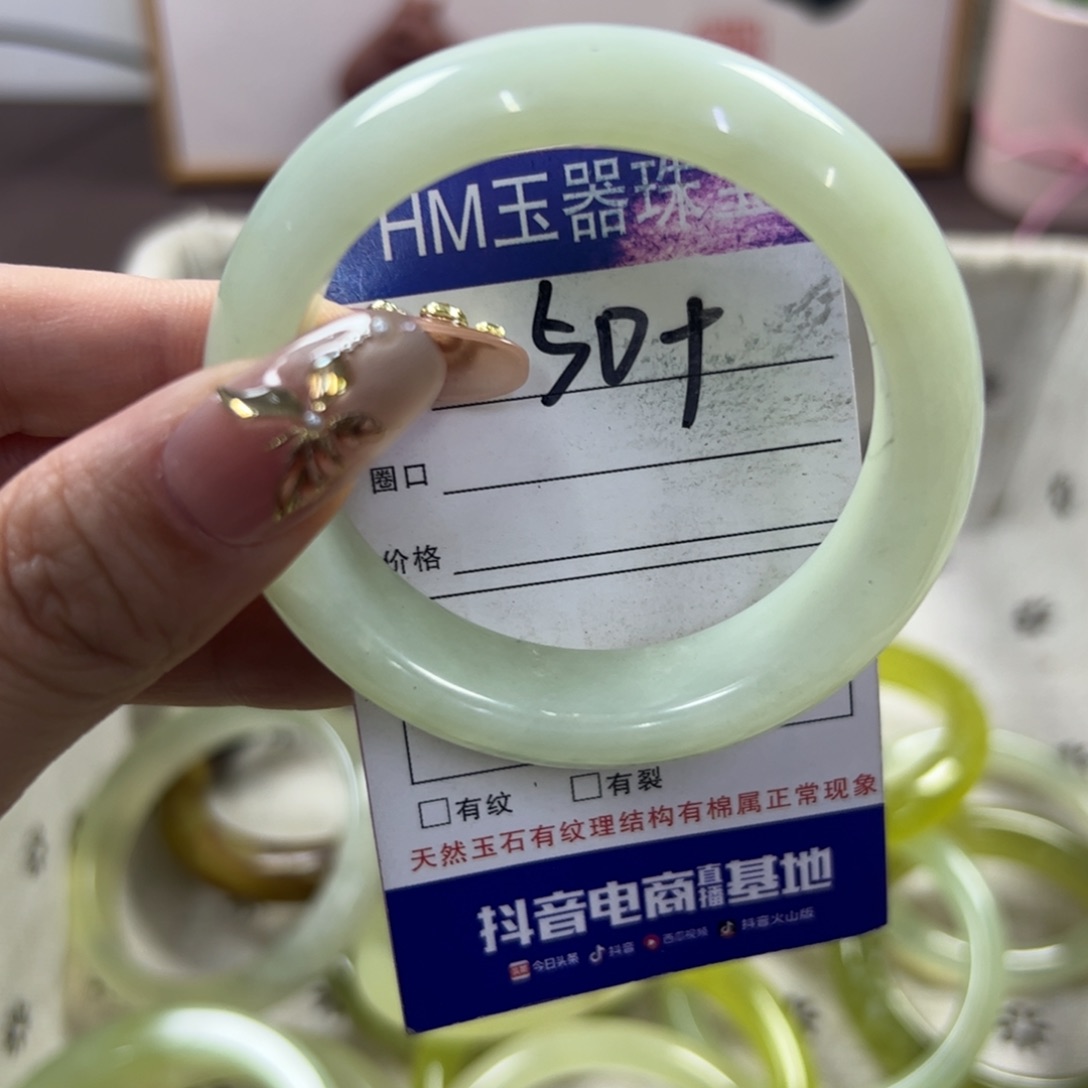 HM玉器珠宝
50+
圈口
价格
有纹 有裂
天然玉石有纹理结构有棉属正常现象
抖音电商直播基地
今日头条 抖音 西瓜视频 抖音火山版